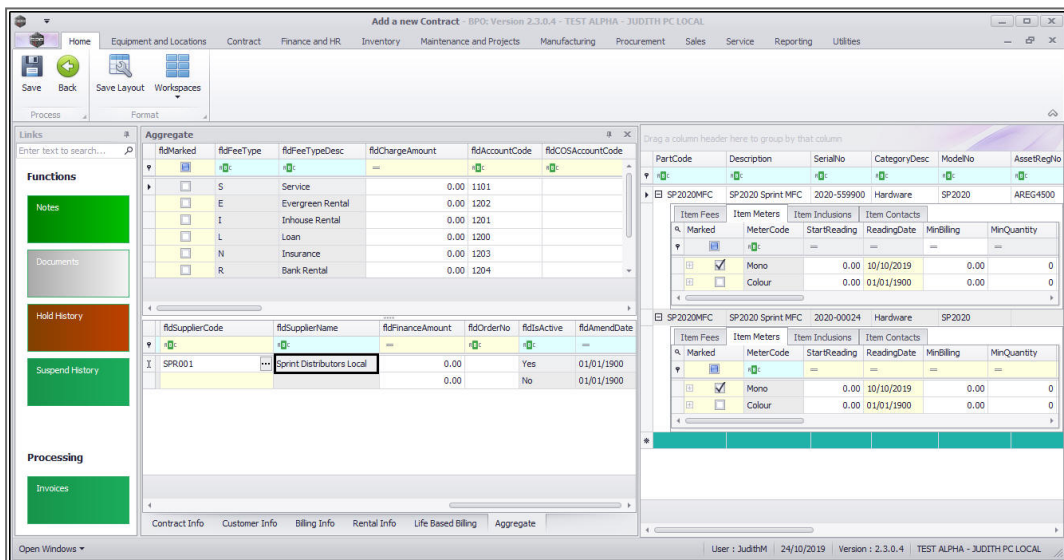 Add a new Contract - BPO: Version 2.3.0.4 - TEST ALPHA - JUDITH PC LOCAL
Home Equipment and Locations Contract Finance and HR Inventory Maintenance and Projects Manufacturing Procurement Sales Service Reporting Utilities
Save Back Save Layout Workspaces
Process Format
Links
Enter text to search...
Functions
Notes
Documents
Hold History
Suspend History
Processing
Invoices
Aggregate
fldMarked fldFeeType fldFeeTypeDesc fldChargeAmount fldAccountCode fldCOSAccountCode
S Service 0.00 1101
E Evergreen Rental 0.00 1202
I Inhouse Rental 0.00 1201
L Loan 0.00 1200
N Insurance 0.00 1203
R Bank Rental 0.00 1204
fldSupplierCode fldSupplierName fldFinanceAmount fldOrderNo fldIsActive fldAmendDate
SPR001 ... Sprint Distributors Local 0.00 Yes 01/01/1900
0.00 No 01/01/1900
Contract Info Customer Info Billing Info Rental Info Life Based Billing Aggregate
Drag a column header here to group by that column
PartCode Description SerialNo CategoryDesc ModelNo AssetRegNo
SP2020MFC SP2020 Sprint MFC 2020-559900 Hardware SP2020 AREG4500
Item Fees Item Meters Item Inclusions Item Contacts
Marked MeterCode StartReading ReadingDate MinBilling MinQuantity
Mono 0.00 10/10/2019 0.00 0
Colour 0.00 01/01/1900 0.00 0
SP2020MFC SP2020 Sprint MFC 2020-00024 Hardware SP2020
Item Fees Item Meters Item Inclusions Item Contacts
Marked MeterCode StartReading ReadingDate MinBilling MinQuantity
Mono 0.00 10/10/2019 0.00 0
Colour 0.00 01/01/1900 0.00 0
Open Windows User : JudithM 24/10/2019 Version : 2.3.0.4 TEST ALPHA - JUDITH PC LOCAL